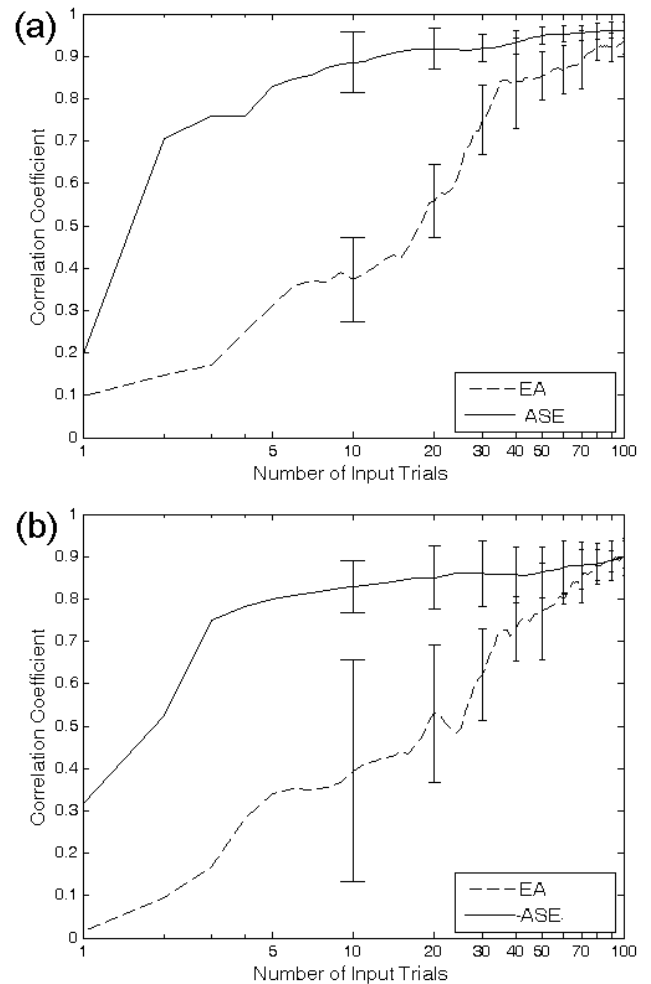 (a)
1
0.9
0.8
0.7
0.6
0.5
0.4
0.3
0.2
0.1
0
Correlation Coefficient
EA
ASE
1 5 10 20 30 40 50 70 100
Number of Input Trials
(b)
1
0.9
0.8
0.7
0.6
0.5
0.4
0.3
0.2
0.1
0
Correlation Coefficient
EA
ASE
1 5 10 20 30 40 50 70 100
Number of Input Trials